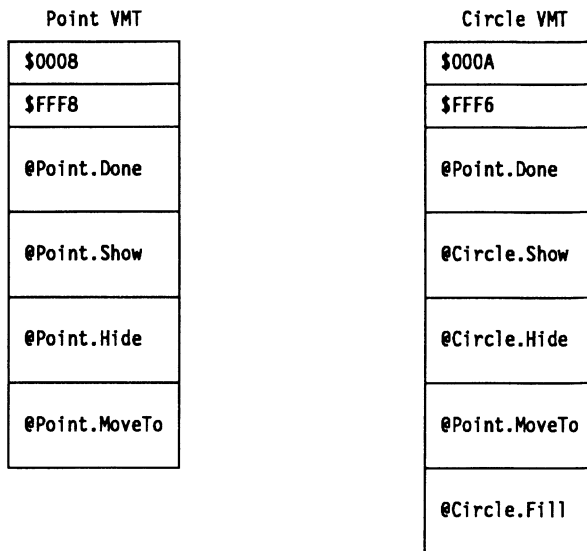 Point VMT
$0008
$FFF8
@Point.Done
@Point.Show
@Point.Hide
@Point.MoveTo
Circle VMT
$000A
$FFF6
@Point.Done
@Circle.Show
@Circle.Hide
@Point.MoveTo
@Circle.Fill